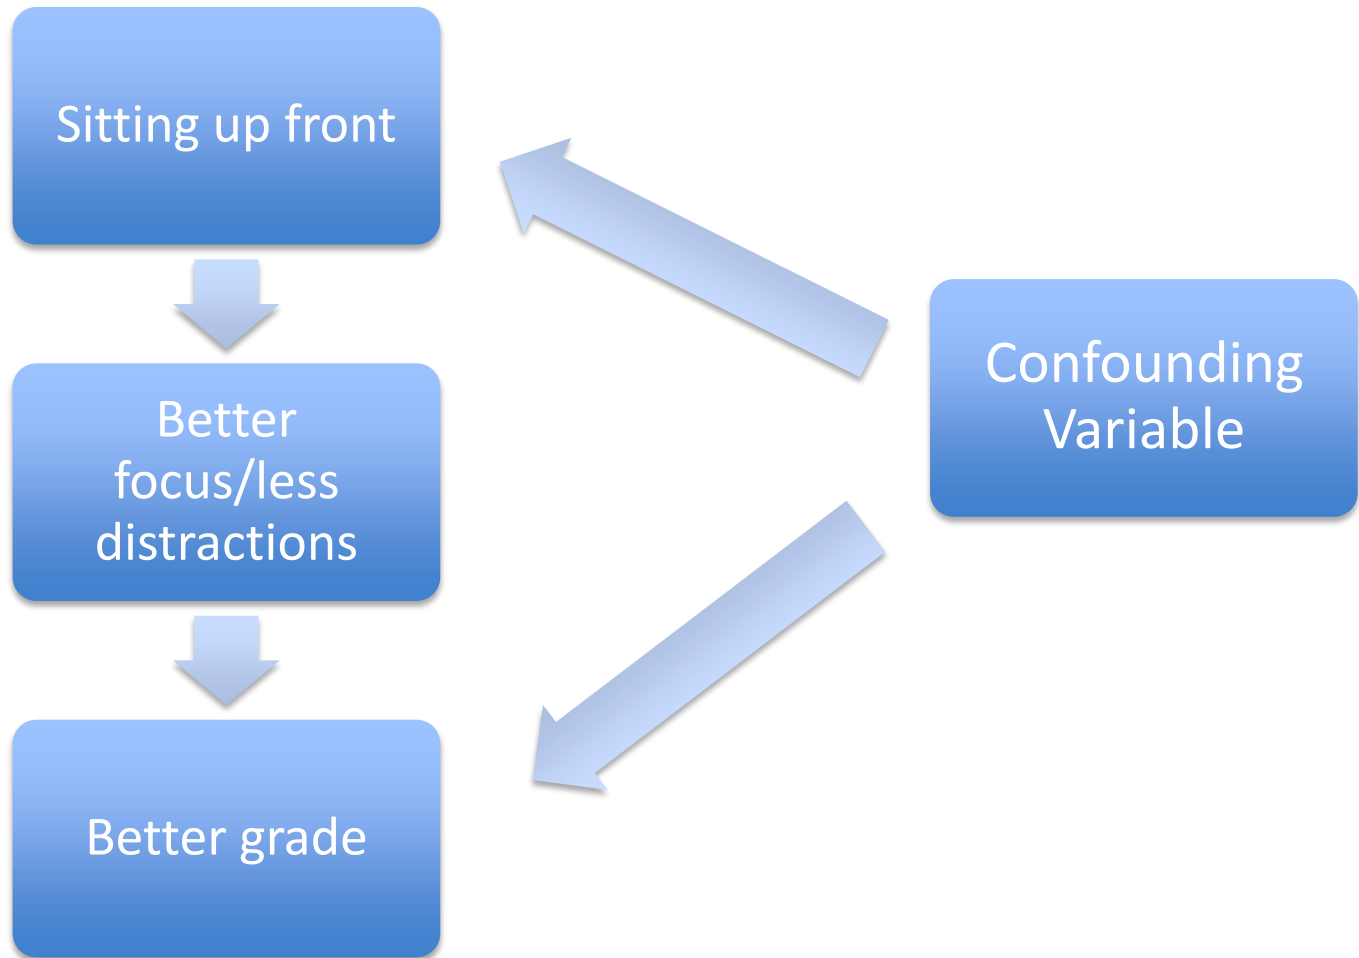 Sitting up front
Better
focus/less
distractions
Better grade
Confounding
Variable